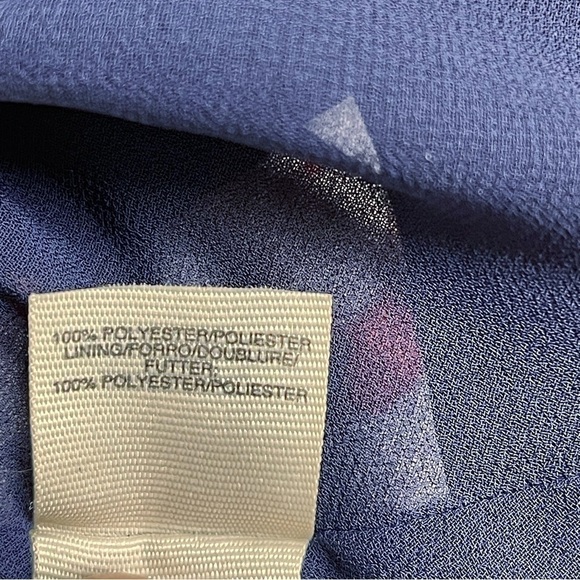 100% POLYESTER/POLIESTER
LINING/FORRO/DOUBLURE/
FUTTER:
100% POLYESTER/POLIESTER